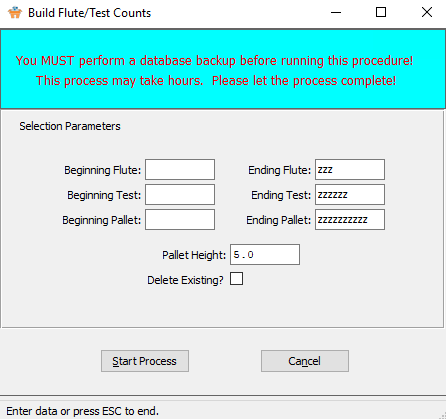 Build Flute/Test Counts
You MUST perform a database backup before running this procedure!
This process may take hours.  Please let the process complete!
Selection Parameters
Beginning Flute: Ending Flute: zzz
Beginning Test: Ending Test: zzzzzz
Beginning Pallet: Ending Pallet: zzzzzzzzzz
Pallet Height: 5.0
Delete Existing?
Start Process Cancel
Enter data or press ESC to end.